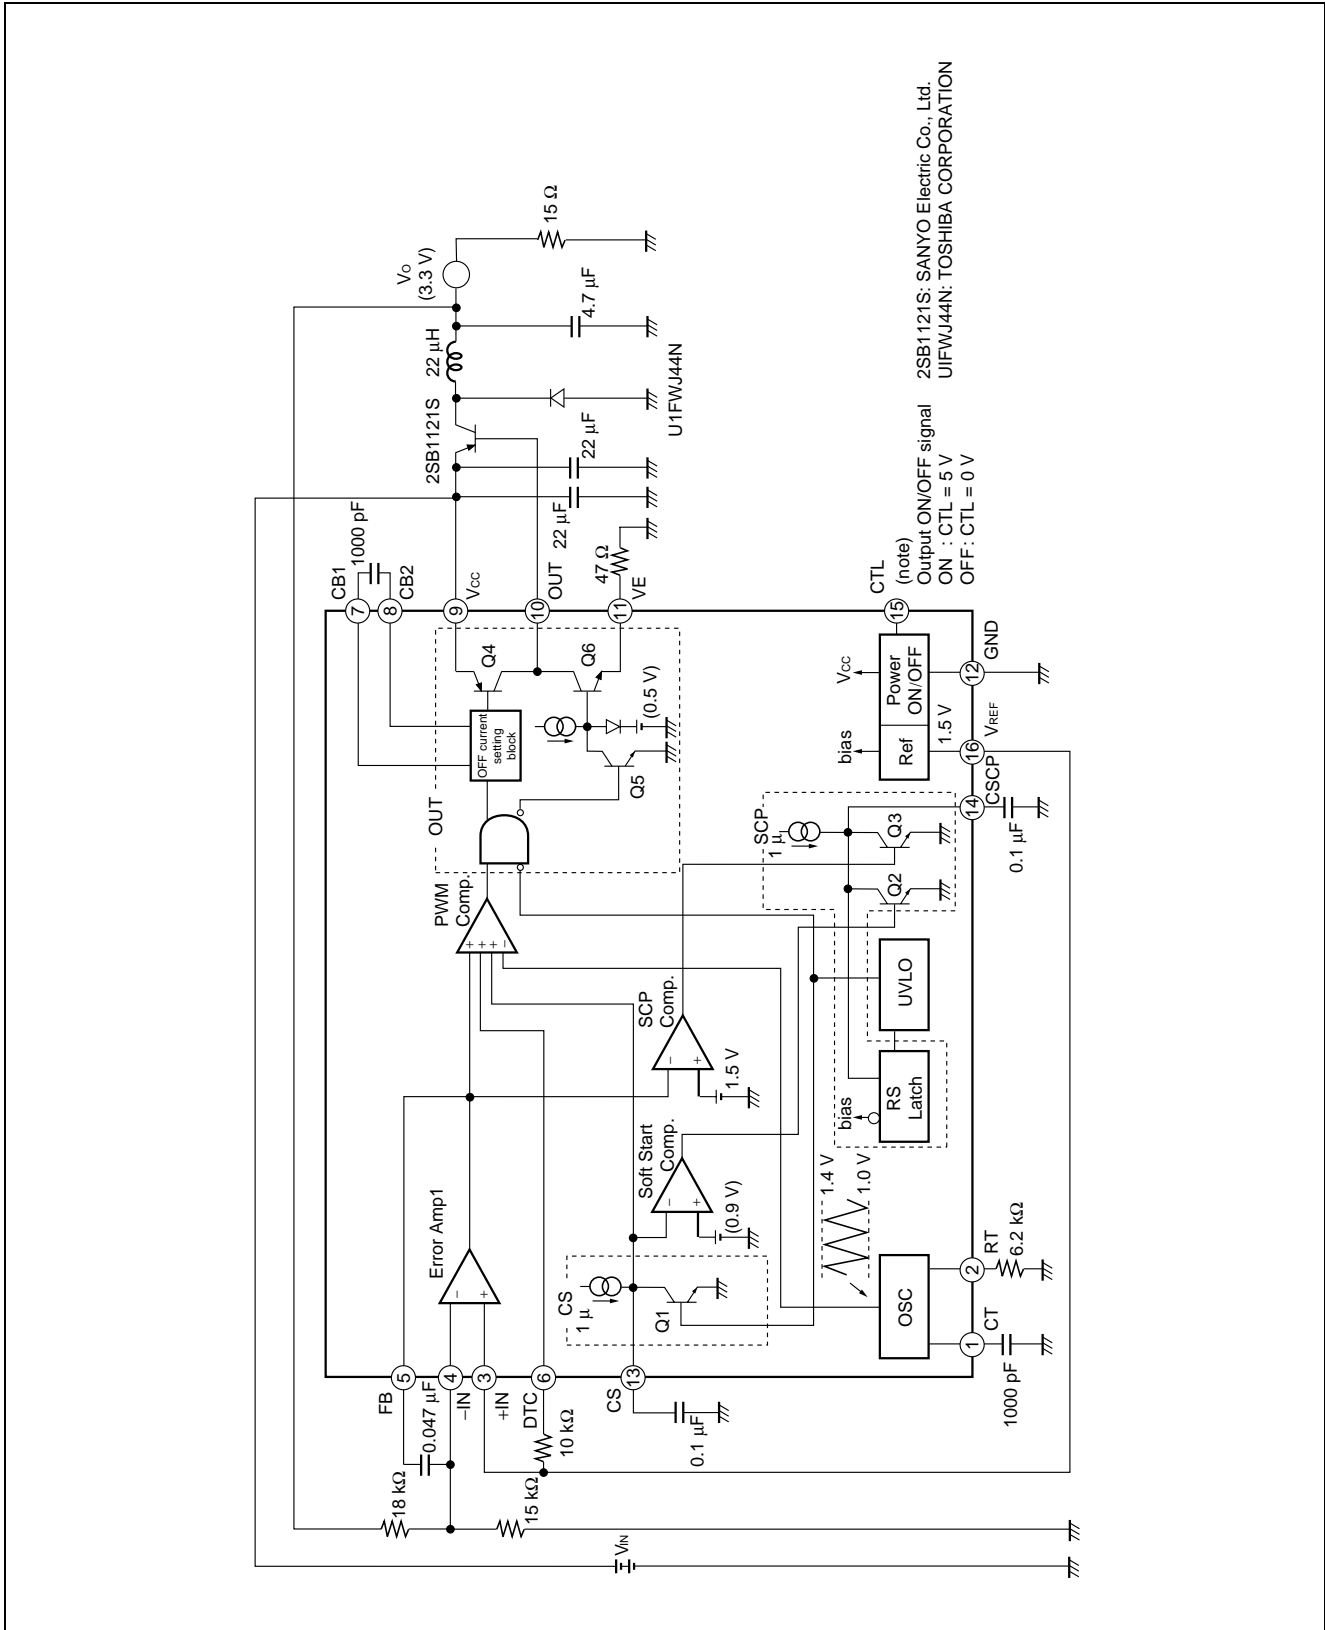 VIN
18 kΩ
15 kΩ
0.047 µF
10 kΩ
0.1 µF
1000 pF
6.2 kΩ
FB
–IN
+IN
DTC
CS
CT
RT
5
4
3
6
13
1
2
Error Amp1
–
+
CS
1 µ
Q1
Soft Start
Comp.
–
+
(0.9 V)
SCP
Comp.
–
+
1.5 V
OSC
1.4 V
1.0 V
bias
RS
Latch
UVLO
PWM
Comp.
+
+
+
–
SCP
1 µ
Q2
Q3
OUT
OFF current
setting
block
Q4
Q6
Q5
(0.5 V)
bias
VCC
Ref
Power
ON/OFF
1.5 V
7
8
9
10
11
15
14
16
12
CB1
CB2
1000 pF
VCC
OUT
VE
47 Ω
CTL
(note)
Output ON/OFF signal
ON : CTL = 5 V
OFF: CTL = 0 V
CSCP
0.1 µF
VREF
GND
22 µF
22 µF
2SB1121S
U1FWJ44N
22 µH
4.7 µF
VO
(3.3 V)
15 Ω
2SB1121S: SANYO Electric Co., Ltd.
UIFWJ44N: TOSHIBA CORPORATION